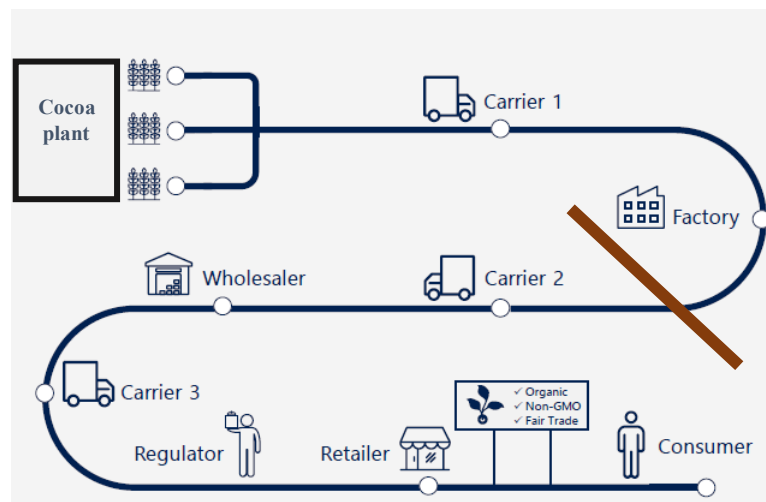 Cocoa
plant
Carrier 1
Factory
Wholesaler
Carrier 2
Carrier 3
✓ Organic
✓ Non-GMO
✓ Fair Trade
Regulator
Retailer
Consumer